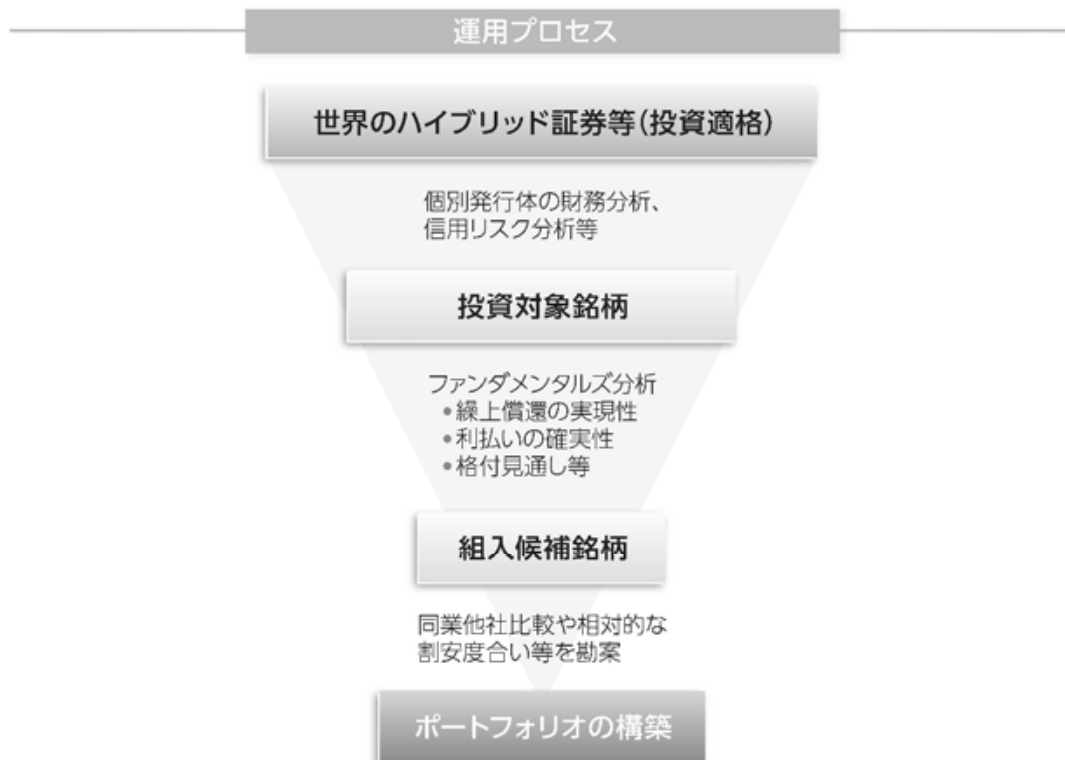 運用プロセス
世界のハイブリッド証券等(投資適格)
個別発行体の財務分析、
信用リスク分析等
投資対象銘柄
ファンダメンタルズ分析
●繰上償還の実現性
●利払いの確実性
●格付見通し等
組入候補銘柄
同業他社比較や相対的な
割安度合い等を勘案
ポートフォリオの構築